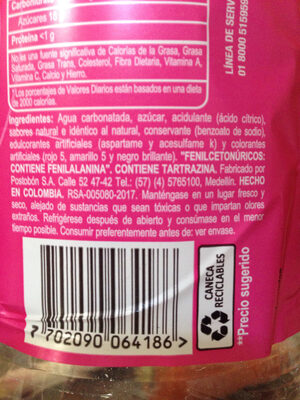 Carbohidratos
Azúcares 18
Proteína <1 g
No es una fuente significativa de Calorías de la Grasa, Grasa
Saturada, Grasa Trans, Colesterol, Fibra Dietaria, Vitamina A,
Vitamina C, Calcio y Hierro.
*Los porcentajes de Valores Diarios están basados en una dieta
de 2000 calorías.
LÍNEA DE SERV
01 8000 515959
Ingredientes: Agua carbonatada, azúcar, acidulante (ácido cítrico),
sabores natural e idéntico al natural, conservante (benzoato de sodio),
edulcorantes artificiales (aspartame y acesulfame k) y colorantes
artificiales (rojo 5, amarillo 5 y negro brillante). "FENILCETONÚRICOS:
CONTIENE FENILALANINA". CONTIENE TARTRAZINA. Fabricado por
Postobón S.A. Calle 52 47-42 Tel.: (57) (4) 5765100, Medellín. HECHO
EN COLOMBIA. RSA-005080-2017. Manténgase en un lugar fresco y
seco, alejado de sustancias que sean tóxicas o que impartan olores
extraños. Refrigérese después de abierto y consúmase en el menor
tiempo posible. Consumir preferentemente antes de: ver envase.
7 702090 064186 >
CANECA
RECICLABLES
**Precio sugerido